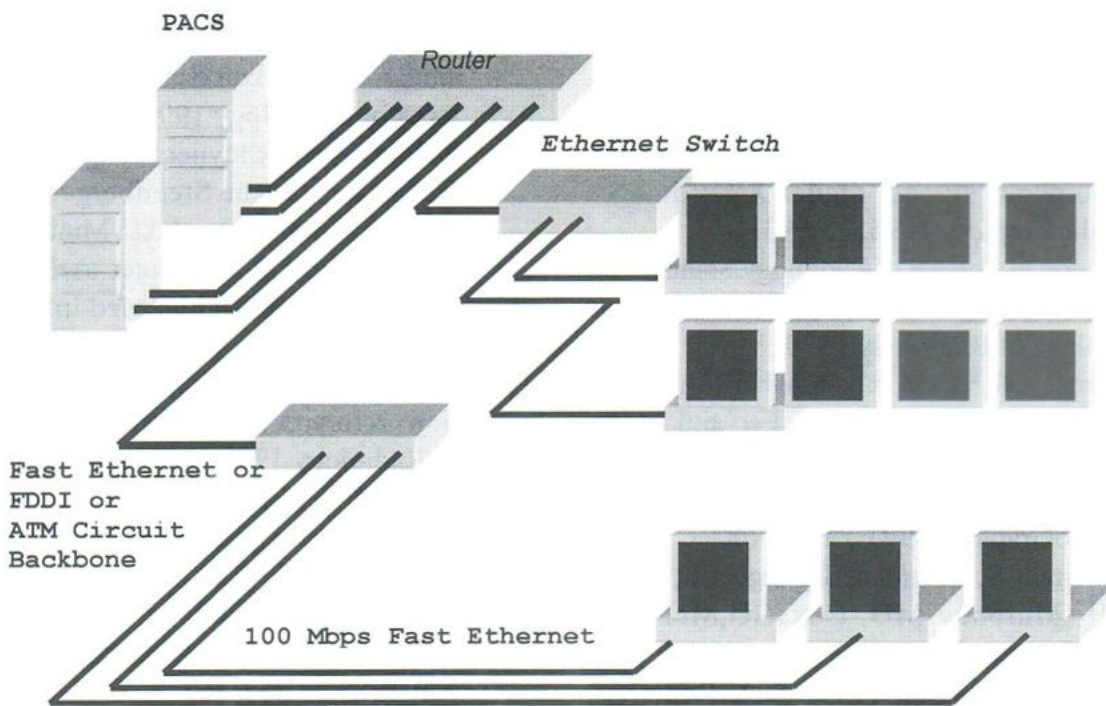 PACS
Router
Ethernet Switch
Fast Ethernet or
FDDI or
ATM Circuit
Backbone
100 Mbps Fast Ethernet